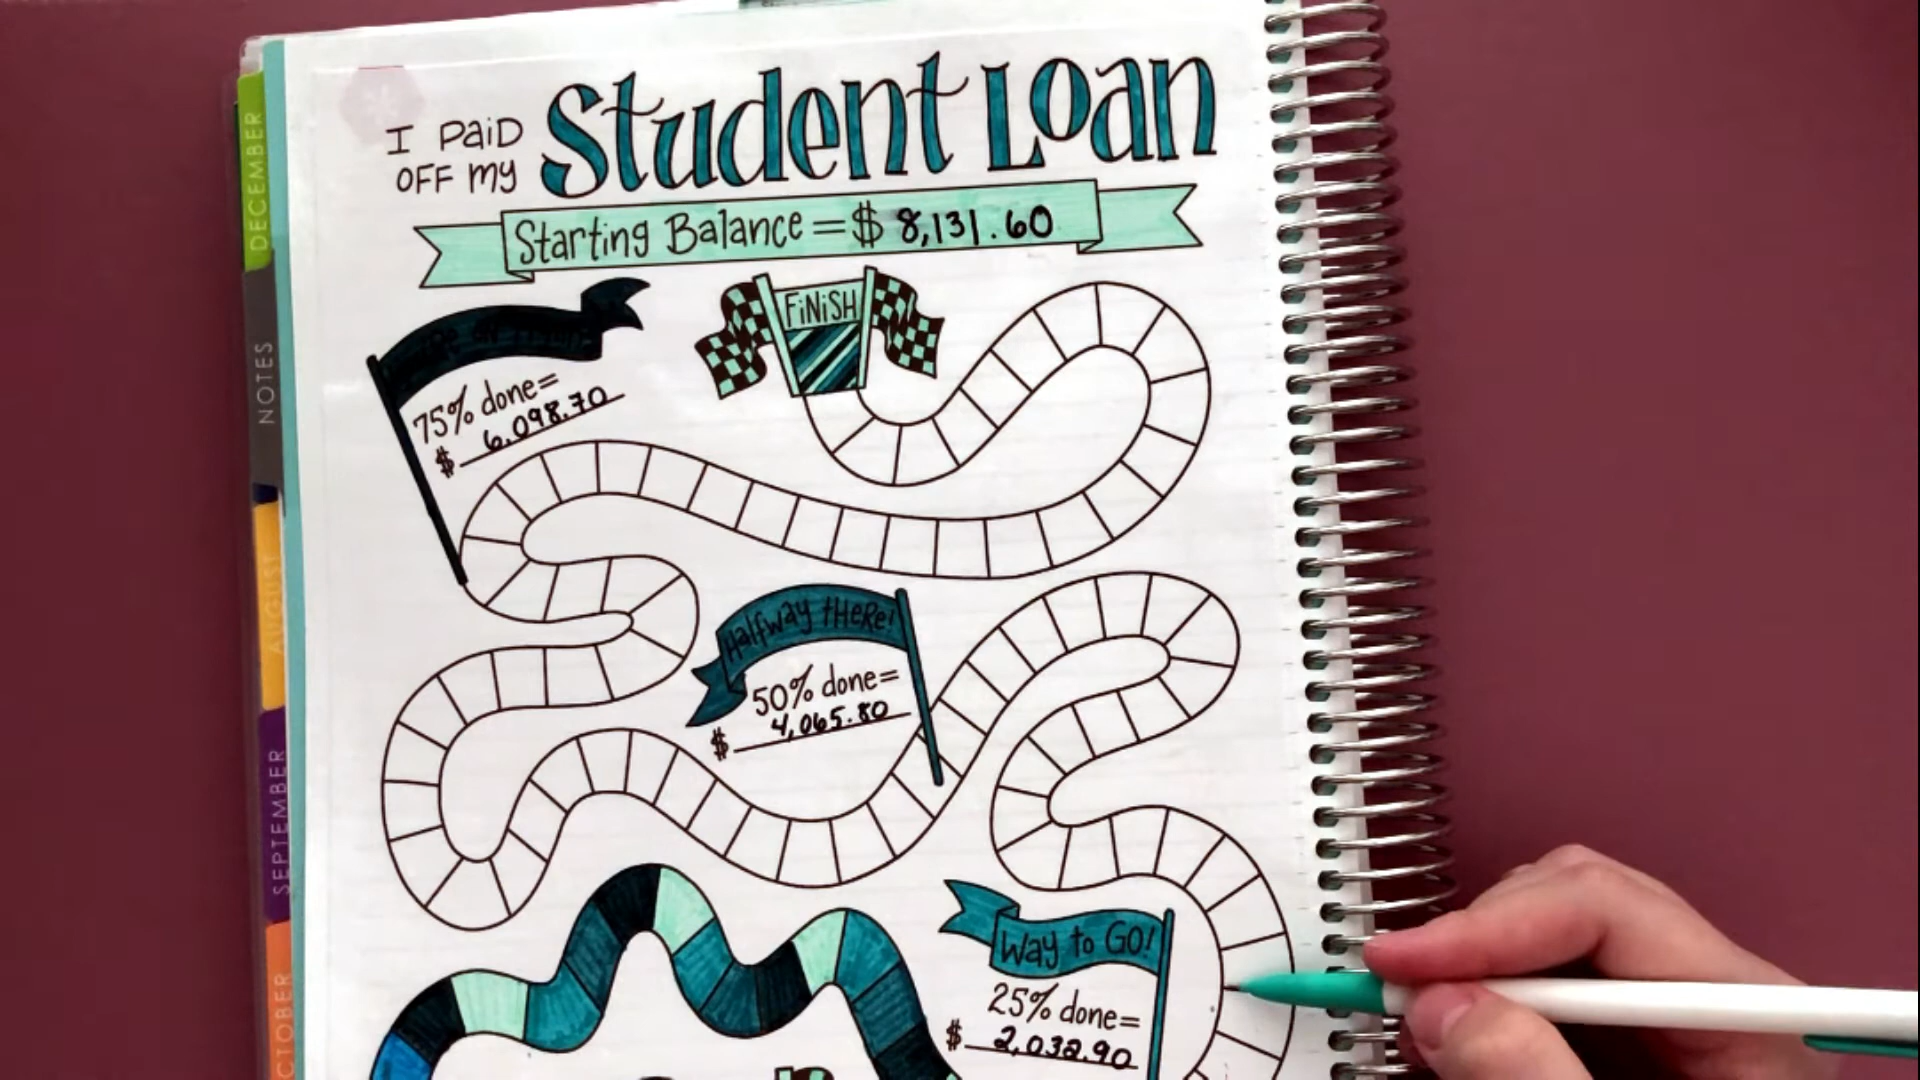 I PaiD
OFF my
Student Loan
Starting Balance = $ 8,131.60
FiNiSH
75% done=
$ 6,098.70
Halfway tHeRe!
50% done=
$ 4,065.80
Way to GO!
25% done=
$ 2,032.90
DECEMBER
NOTES
AUGUST
SEPTEMBER
OCTOBER